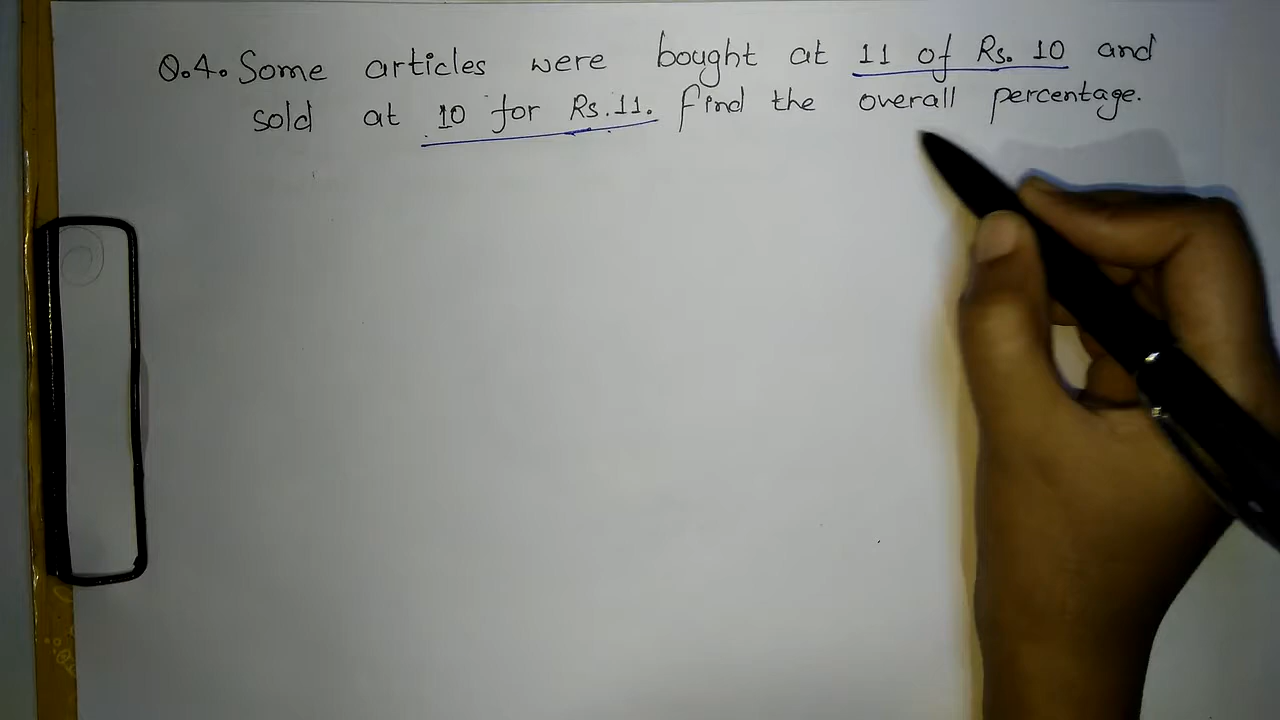 Q.4. Some articles were bought at 11 of Rs. 10 and
sold at 10 for Rs.11. Find the overall percentage.